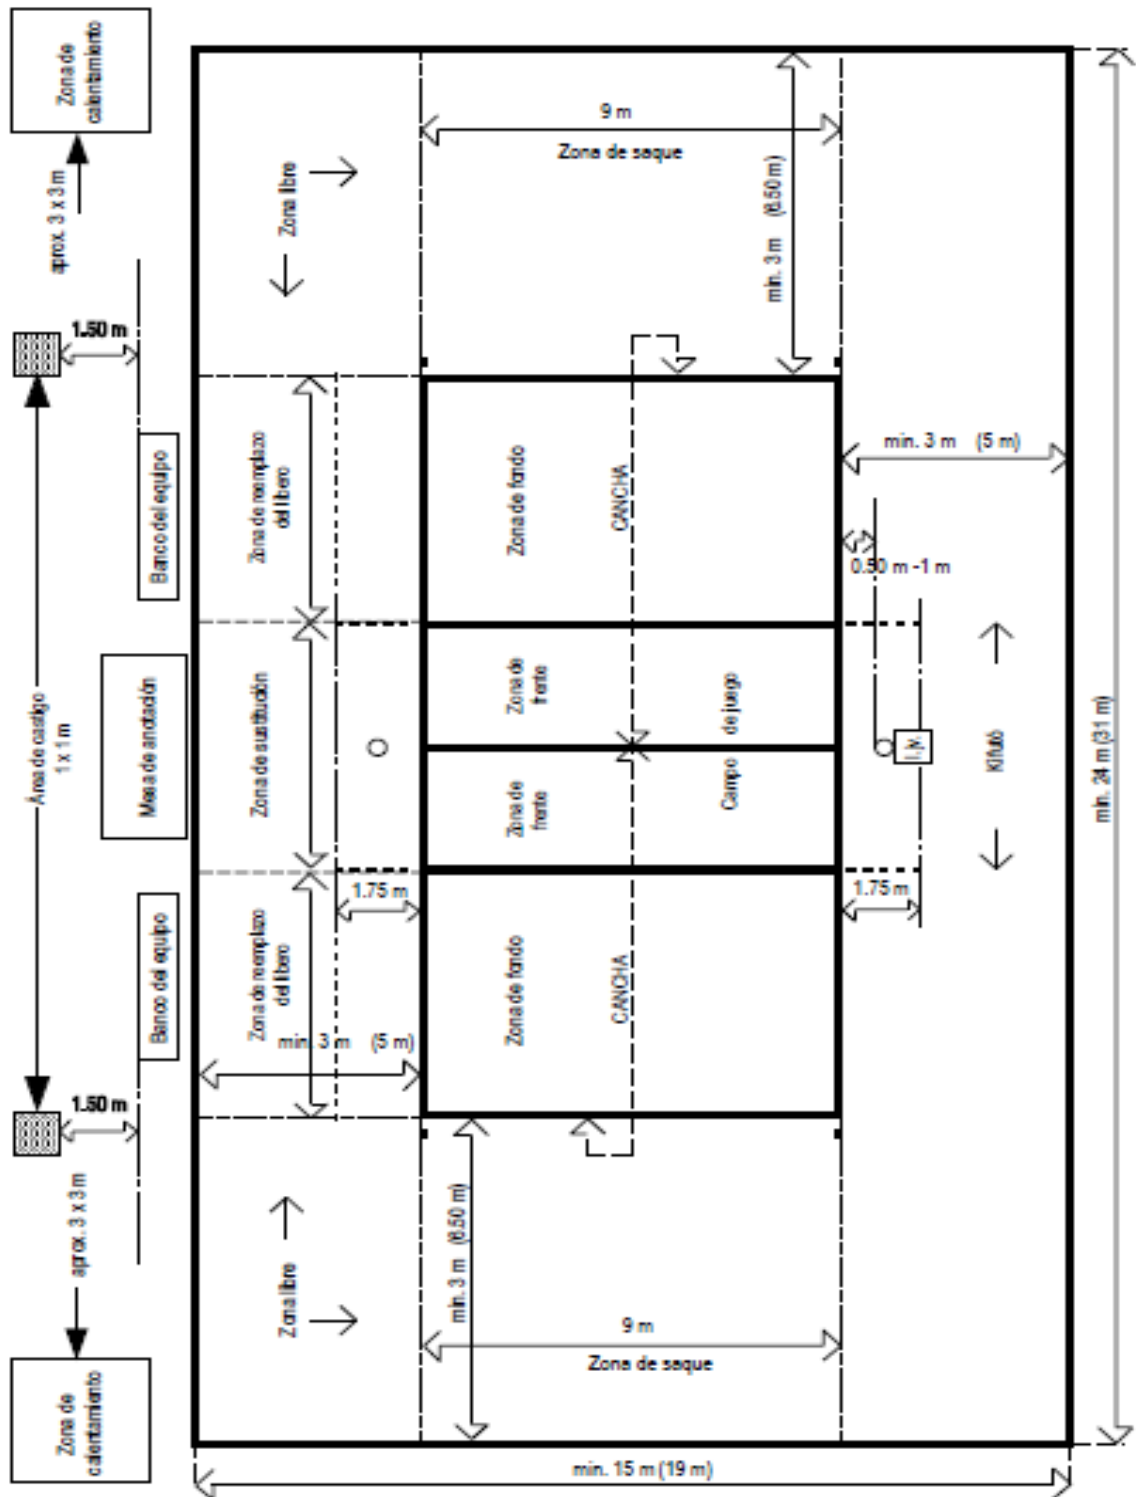 Zona de
calentamiento
aprox. 3 x 3 m
1.50 m
Área de castigo
1 x 1 m
Banco del equipo
Mesa de anotación
Banco del equipo
1.50 m
aprox. 3 x 3 m
Zona de
calentamiento
9 m
Zona de saque
Zona libre
min. 3 m (6.50 m)
Zona de reemplazo
del líbero
Zona de fondo
CANCHA
min. 3 m (5 m)
0.50 m -1 m
Zona de sustitución
Zona de
frente
de juego
Zona de
frente
Campo
I.jv.
Kifutó
min. 24 m (31 m)
1.75 m
1.75 m
Zona de reemplazo
del líbero
Zona de fondo
CANCHA
min. 3 m (5 m)
Zona libre
min. 3 m (6.50 m)
9 m
Zona de saque
min. 15 m (19 m)